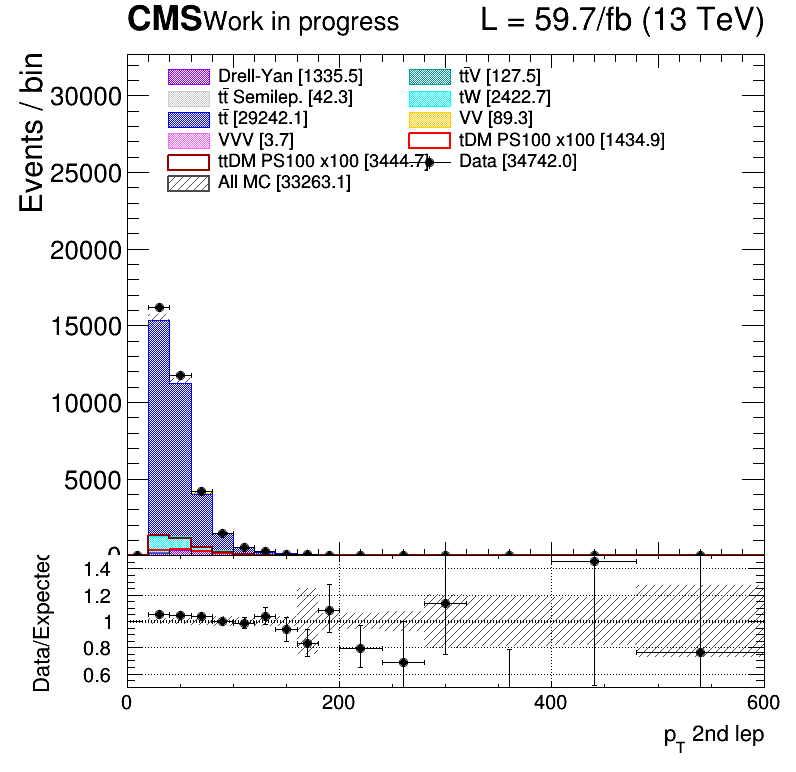 CMS Work in progress L = 59.7/fb (13 TeV)
Events / bin
Drell-Yan [1335.5] tt̄V [127.5]
tt̄ Semilep. [42.3] tW [2422.7]
tt̄ [29242.1] VV [89.3]
VVV [3.7] tDM PS100 x100 [1434.9]
ttDM PS100 x100 [3444.7] Data [34742.0]
All MC [33263.1]
30000
25000
20000
15000
10000
5000
0
Data/Expected
1.4
1.2
1
0.8
0.6
0 200 400 600
p_T 2nd lep